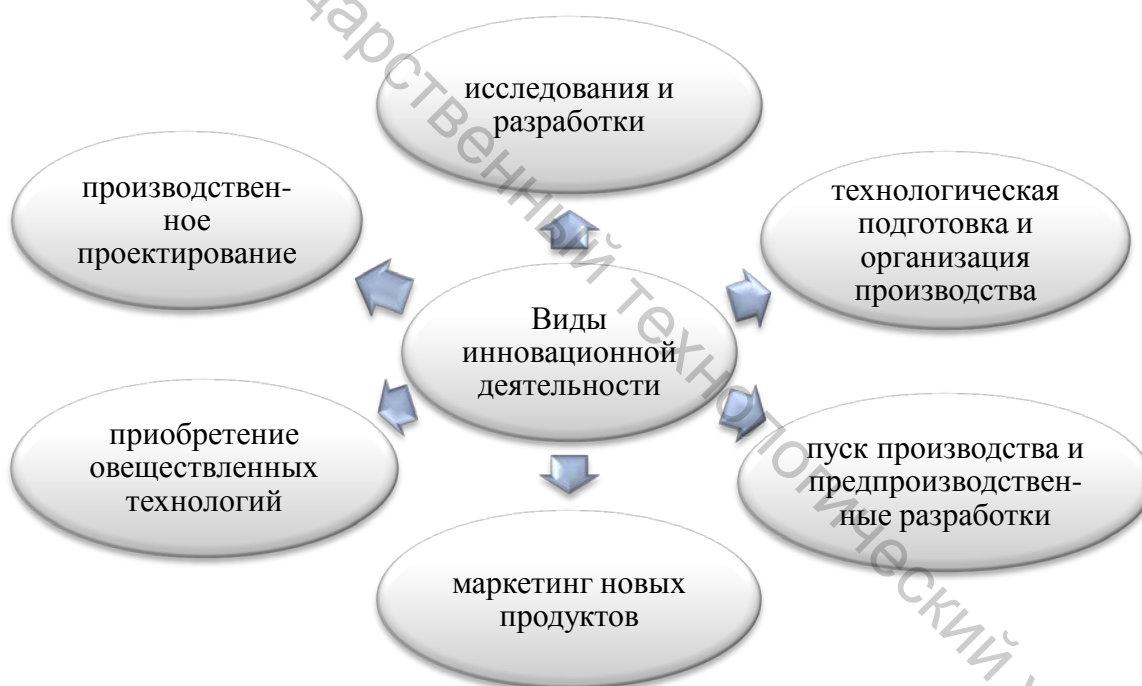 исследования и
разработки
производствен-
ное
проектирование
технологическая
подготовка и
организация
производства
Виды
инновационной
деятельности
приобретение
овеществленных
технологий
пуск производства и
предпроизводствен-
ные разработки
маркетинг новых
продуктов
технологический